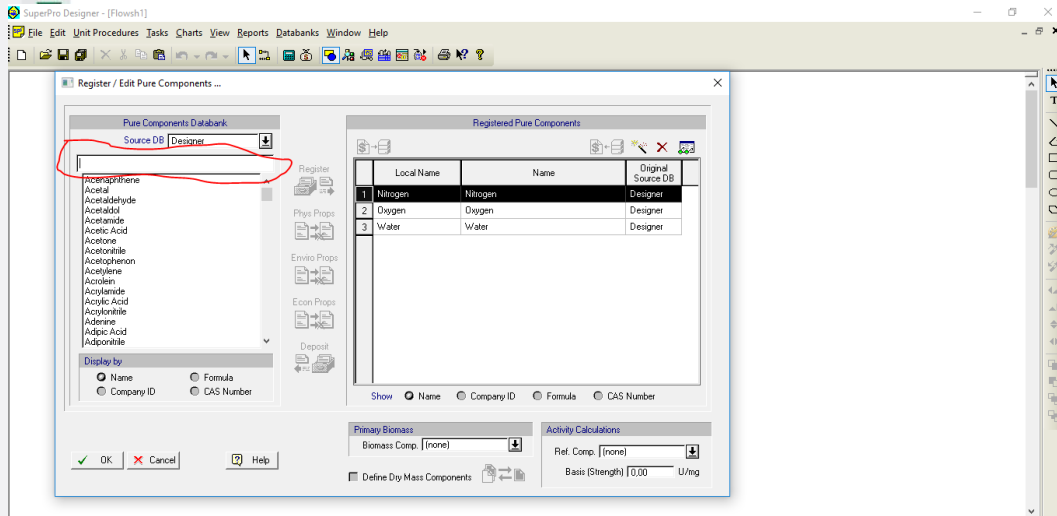 SuperPro Designer - [Flowsh1]
File Edit Unit Procedures Tasks Charts View Reports Databanks Window Help
Register / Edit Pure Components ...
Pure Components Databank
Source DB Designer
Acenaphthene
Acetal
Acetaldehyde
Acetaldol
Acetamide
Acetic Acid
Acetone
Acetonitrile
Acetophenon
Acetylene
Acrolein
Acrylamide
Acrylic Acid
Acrylonitrile
Adenine
Adipic Acid
Adiponitrile
Display by
Name Formula
Company ID CAS Number
OK Cancel Help
Register
Phys Props
Enviro Props
Econ Props
Deposit
Registered Pure Components
Local Name Name Original Source DB
1 Nitrogen Nitrogen Designer
2 Oxygen Oxygen Designer
3 Water Water Designer
Show Name Company ID Formula CAS Number
Primary Biomass
Biomass Comp. (none)
Define Dry Mass Components
Activity Calculations
Ref. Comp. (none)
Basis (Strength) 0,00 U/mg